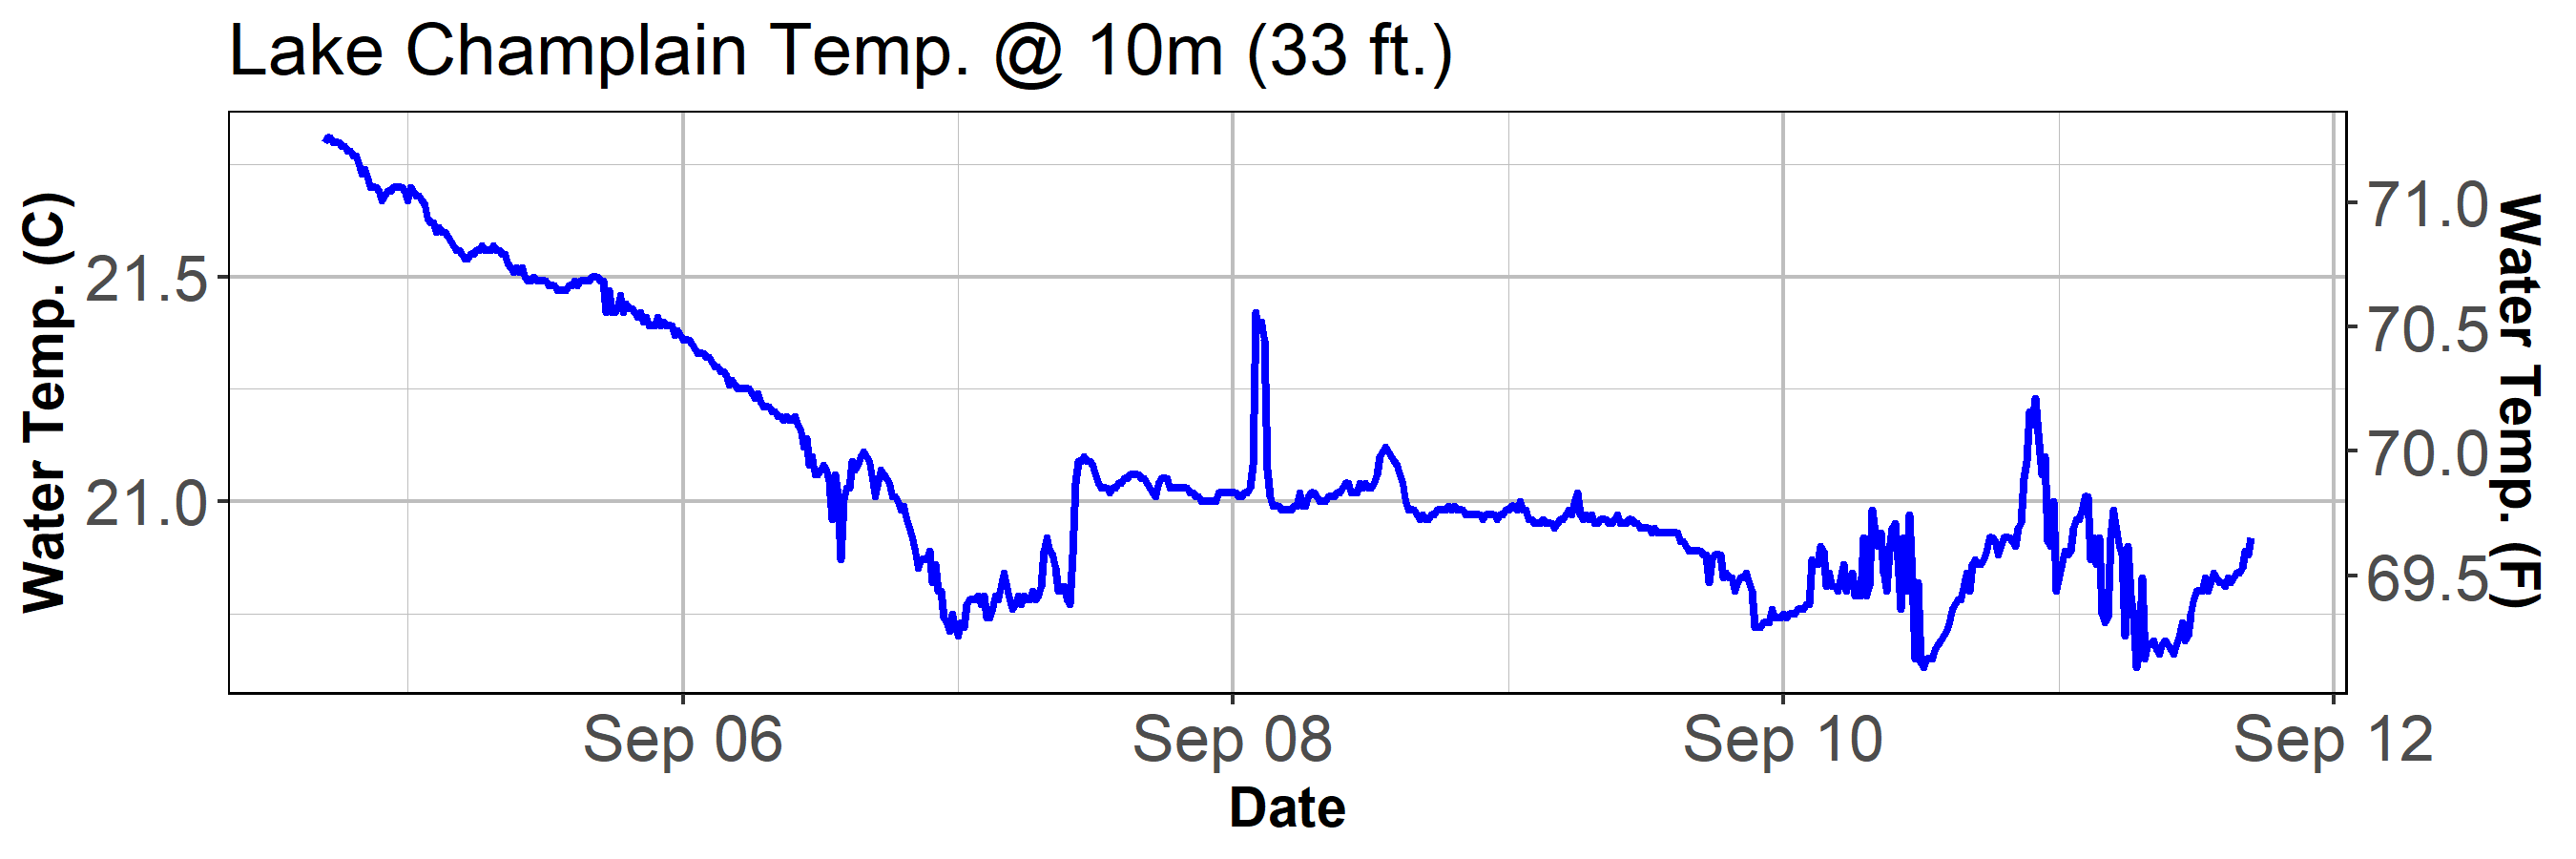 Lake Champlain Temp. @ 10m (33 ft.)
Water Temp. (C)
21.5
21.0
71.0
70.5
70.0
69.5
Water Temp. (F)
Sep 06
Sep 08
Sep 10
Sep 12
Date